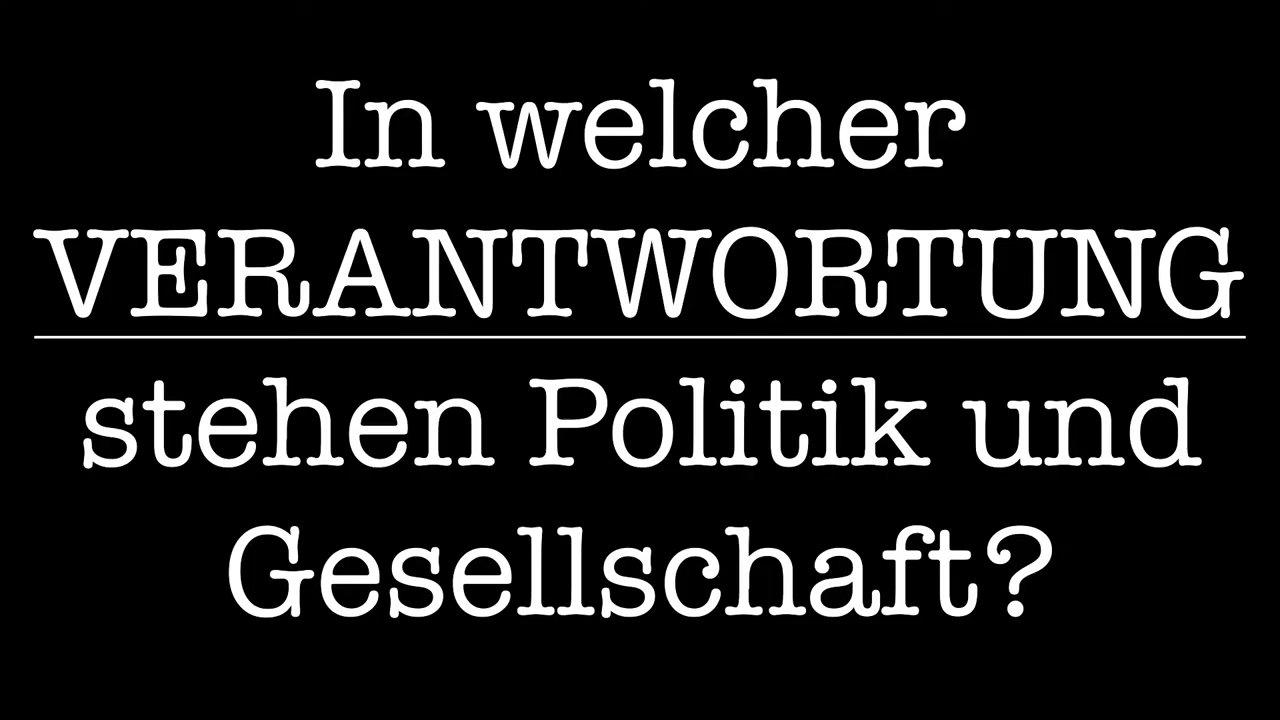 In welcher
VERANTWORTUNG
stehen Politik und
Gesellschaft?